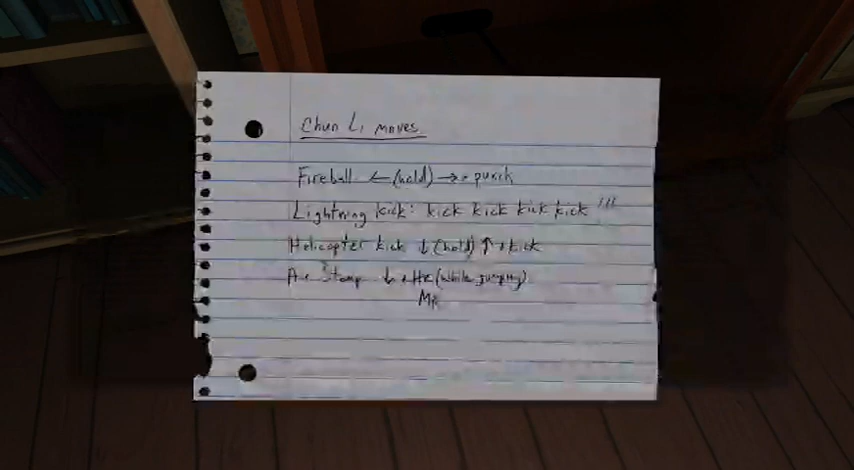 Chun Li moves
Fireball ← (hold) → + punch
Lightning kick: kick kick kick kick !!!
Helicopter kick ↓ (hold) ↑ + kick
Air Stomp ↓ + HK (while jumping)
MK